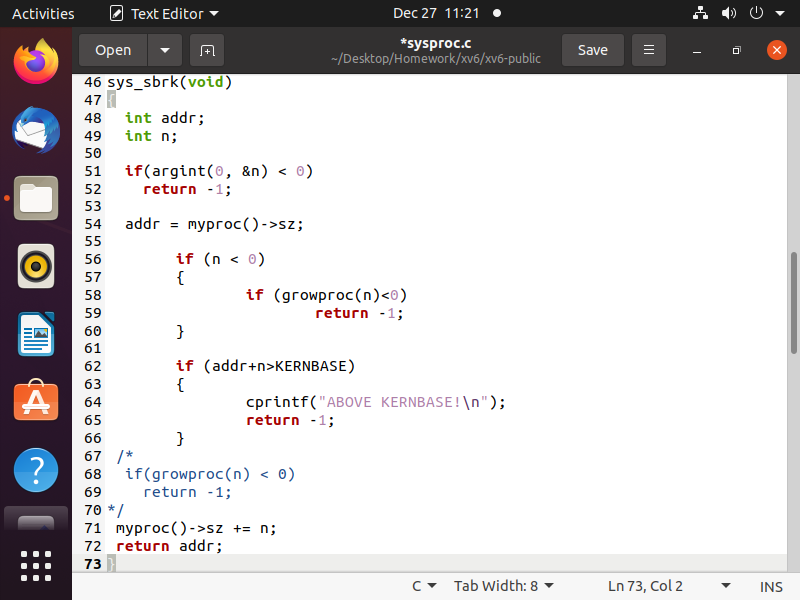 Activities Text Editor Dec 27 11:21
Open *sysproc.c Save
~/Desktop/Homework/xv6/xv6-public
46 sys_sbrk(void)
47 {
48 int addr;
49 int n;
50
51 if(argint(0, &n) < 0)
52 return -1;
53
54 addr = myproc()->sz;
55
56 if (n < 0)
57 {
58 if (growproc(n)<0)
59 return -1;
60 }
61
62 if (addr+n>KERNBASE)
63 {
64 cprintf("ABOVE KERNBASE!\n");
65 return -1;
66 }
67 /*
68 if(growproc(n) < 0)
69 return -1;
70 */
71 myproc()->sz += n;
72 return addr;
73 }
C Tab Width: 8 Ln 73, Col 2 INS